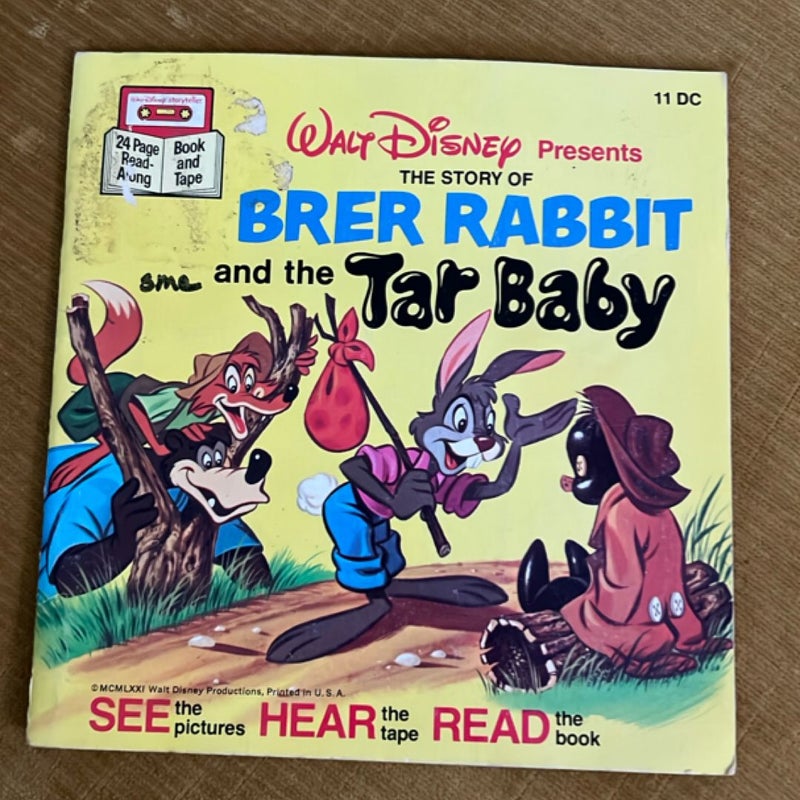 11 DC
Walt Disney storyteller
24 Page
Read-
Along
Book
and
Tape
WALT DISNEY Presents
THE STORY OF
BRER RABBIT
and the Tar Baby
sme
© MCMLXXI Walt Disney Productions, Printed in U.S.A.
SEE the pictures HEAR the tape READ the book